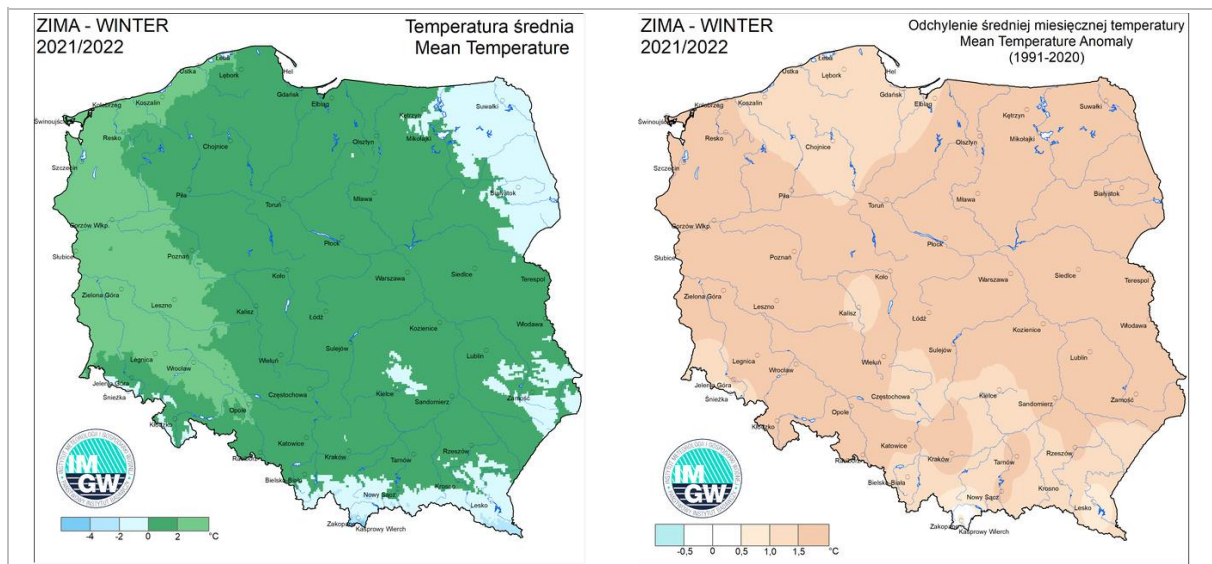 ZIMA - WINTER
2021/2022
Temperatura średnia
Mean Temperature
Ustka
Łeba
Lębork
Hel
Gdańsk
Elbląg
Kołobrzeg
Koszalin
Kętrzyn
Suwałki
Świnoujście
Resko
Chojnice
Olsztyn
Mikołajki
Szczecin
Piła
Białystok
Mława
Toruń
Gorzów Wkp.
Płock
Słubice
Poznań
Koło
Warszawa
Siedlce
Terespol
Zielona Góra
Leszno
Kalisz
Łódź
Kozienice
Włodawa
Sulejów
Legnica
Wrocław
Wieluń
Lublin
Jelenia Góra
Śnieżka
Częstochowa
Kielce
Sandomierz
Zamość
Opole
Kłodzko
Katowice
Kraków
Tarnów
Rzeszów
Bielsko-Biała
Nowy Sącz
Krosno
Lesko
Zakopane
Kasprowy Wierch
IM
GW
-4 -2 0 2 °C
ZIMA - WINTER
2021/2022
Odchylenie średniej miesięcznej temperatury
Mean Temperature Anomaly
(1991-2020)
Ustka
Łeba
Lębork
Hel
Gdańsk
Elbląg
Kołobrzeg
Koszalin
Kętrzyn
Suwałki
Świnoujście
Resko
Chojnice
Olsztyn
Mikołajki
Szczecin
Piła
Białystok
Mława
Toruń
Gorzów Wkp.
Płock
Słubice
Poznań
Koło
Warszawa
Siedlce
Terespol
Zielona Góra
Leszno
Kalisz
Łódź
Kozienice
Włodawa
Sulejów
Legnica
Wrocław
Wieluń
Lublin
Jelenia Góra
Śnieżka
Częstochowa
Kielce
Sandomierz
Zamość
Opole
Kłodzko
Katowice
Kraków
Tarnów
Rzeszów
Bielsko-Biała
Nowy Sącz
Krosno
Lesko
Zakopane
Kasprowy Wierch
IM
GW
-0,5 0 0,5 1,0 1,5 °C